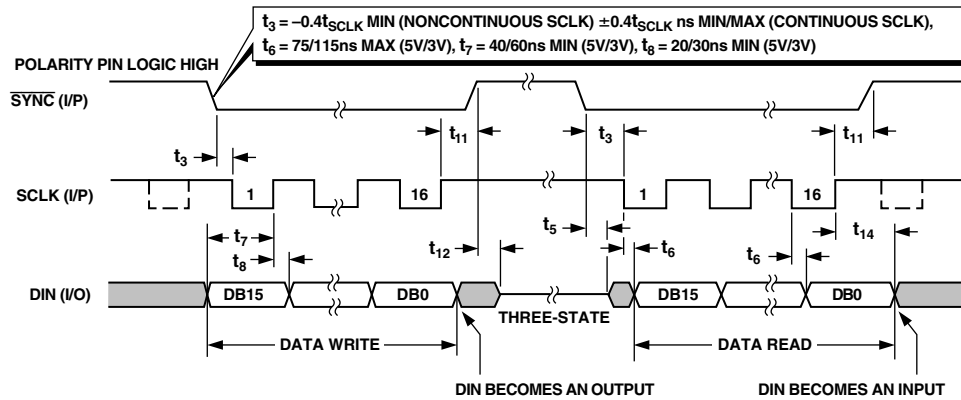 t3 = –0.4tSCLK MIN (NONCONTINUOUS SCLK) ±0.4tSCLK ns MIN/MAX (CONTINUOUS SCLK),
t6 = 75/115ns MAX (5V/3V), t7 = 40/60ns MIN (5V/3V), t8 = 20/30ns MIN (5V/3V)
POLARITY PIN LOGIC HIGH
SYNC (I/P)
t11
t3
t11
t3
SCLK (I/P)
1
16
1
16
t7
t8
t12
t5
t6
t6
t14
DIN (I/O)
DB15
DB0
THREE-STATE
DB15
DB0
DATA WRITE
DATA READ
DIN BECOMES AN OUTPUT
DIN BECOMES AN INPUT